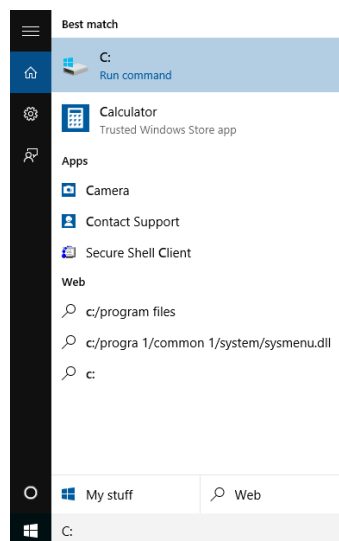 Best match
C:
Run command
Calculator
Trusted Windows Store app
Apps
Camera
Contact Support
Secure Shell Client
Web
c:/program files
c:/progra 1/common 1/system/sysmenu.dll
c:
My stuff
Web
C: